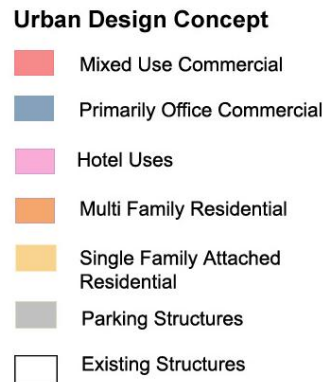 Urban Design Concept
Mixed Use Commercial
Primarily Office Commercial
Hotel Uses
Multi Family Residential
Single Family Attached
Residential
Parking Structures
Existing Structures